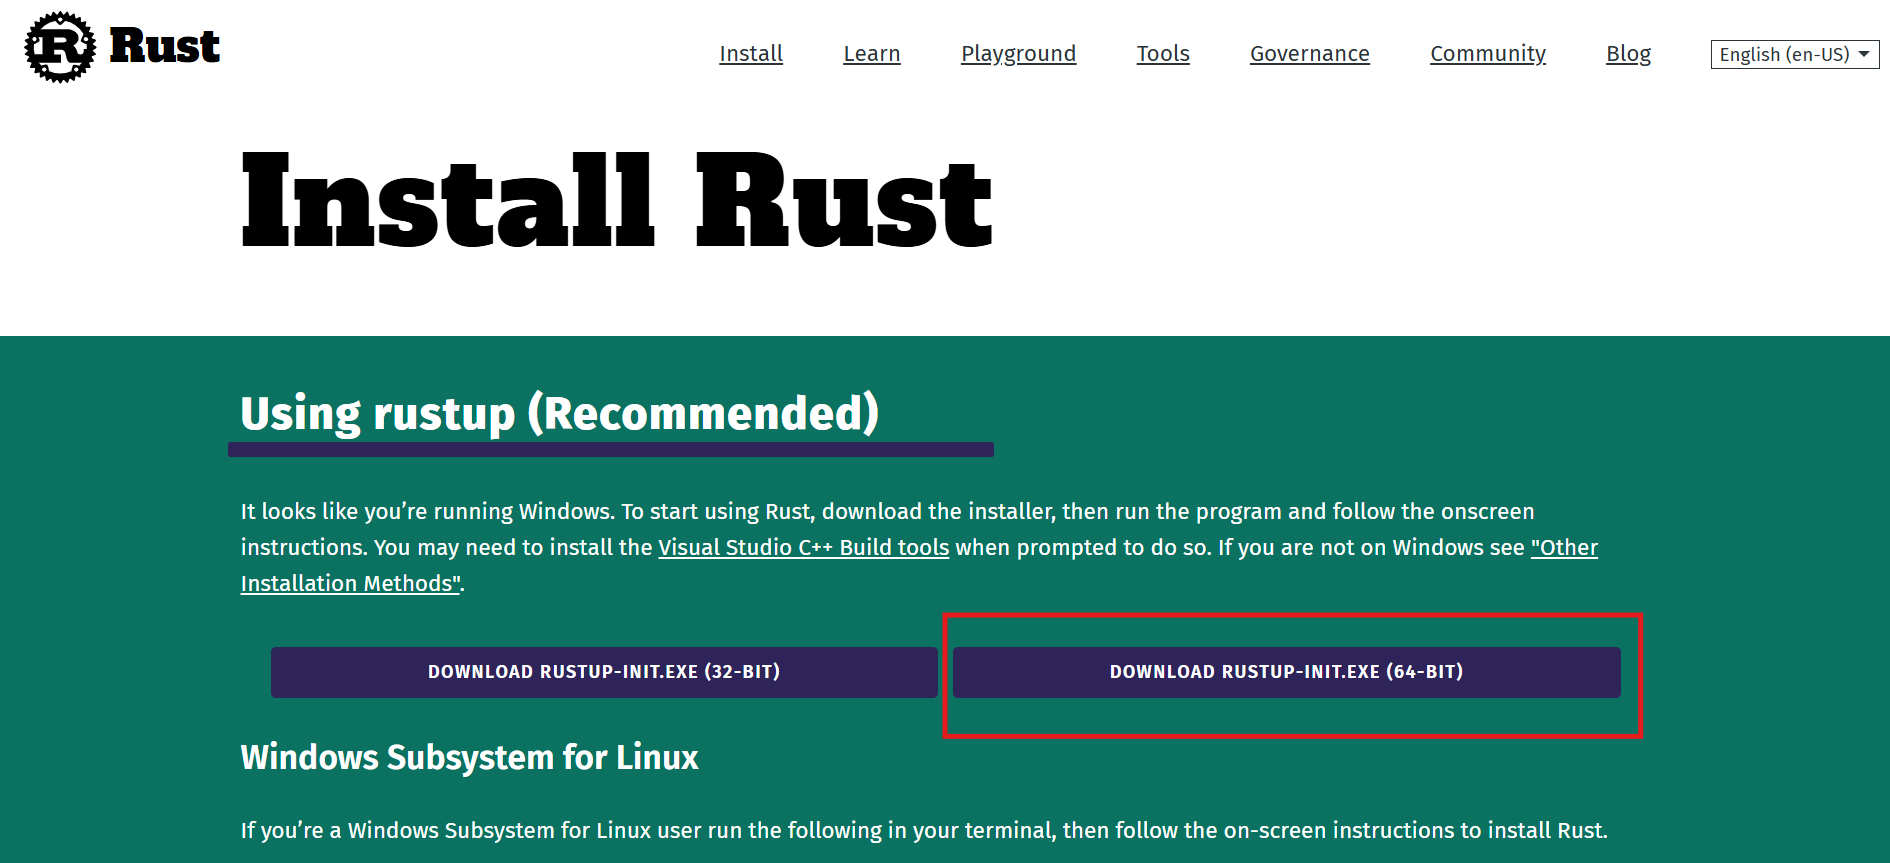 R Rust
Install Learn Playground Tools Governance Community Blog English (en-US)
Install Rust
Using rustup (Recommended)
It looks like you’re running Windows. To start using Rust, download the installer, then run the program and follow the onscreen
instructions. You may need to install the Visual Studio C++ Build tools when prompted to do so. If you are not on Windows see "Other
Installation Methods".
DOWNLOAD RUSTUP-INIT.EXE (32-BIT) DOWNLOAD RUSTUP-INIT.EXE (64-BIT)
Windows Subsystem for Linux
If you’re a Windows Subsystem for Linux user run the following in your terminal, then follow the on-screen instructions to install Rust.